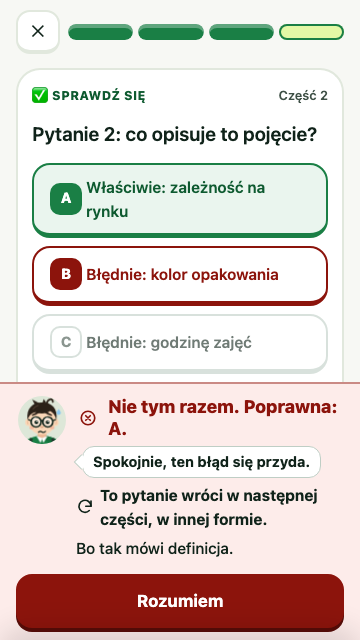 SPRAWDŹ SIĘ
Część 2
Pytanie 2: co opisuje to pojęcie?
A
Właściwie: zależność na
rynku
B
Błędnie: kolor opakowania
C
Błędnie: godzinę zajęć
Nie tym razem. Poprawna:
A.
Spokojnie, ten błąd się przyda.
To pytanie wróci w następnej
części, w innej formie.
Bo tak mówi definicja.
Rozumiem